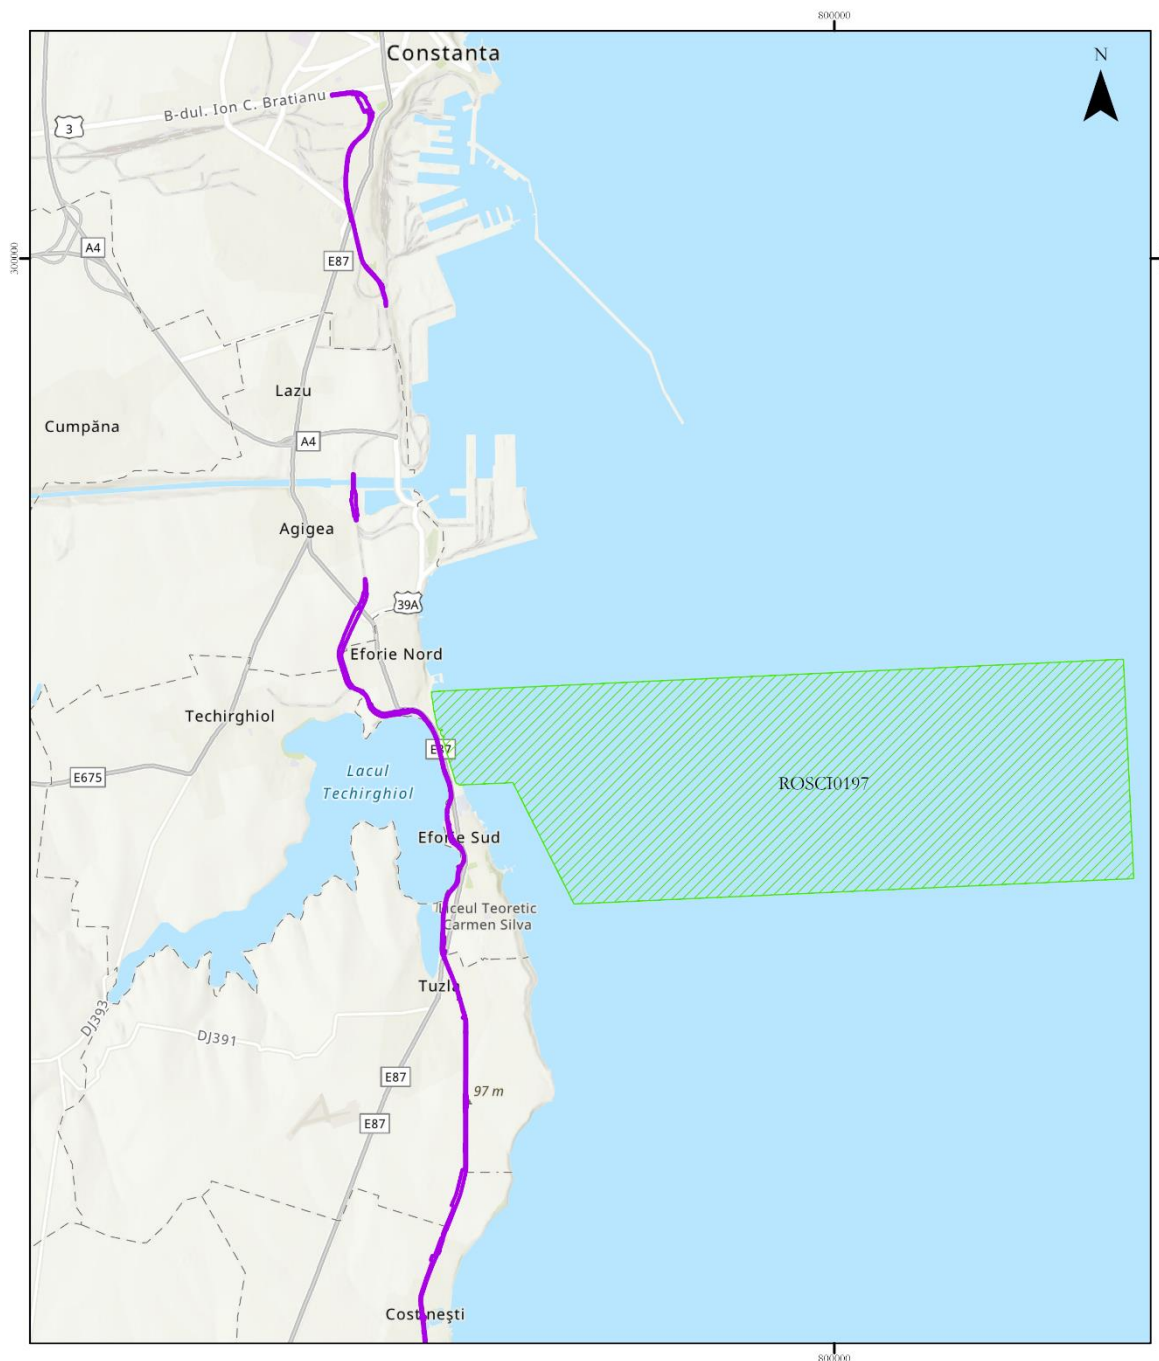 800000
Constanta
N
B-dul. Ion C. Bratianu
3
300000
A4
E87
Lazu
Cumpăna
A4
Agigea
39A
Eforie Nord
Techirghiol
E87
E675
Lacul
Techirghiol
ROSCI0197
Eforie Sud
Liceul Teoretic
Carmen Silva
Tuzla
DJ393
DJ391
E87
97 m
E87
Costinești
800000